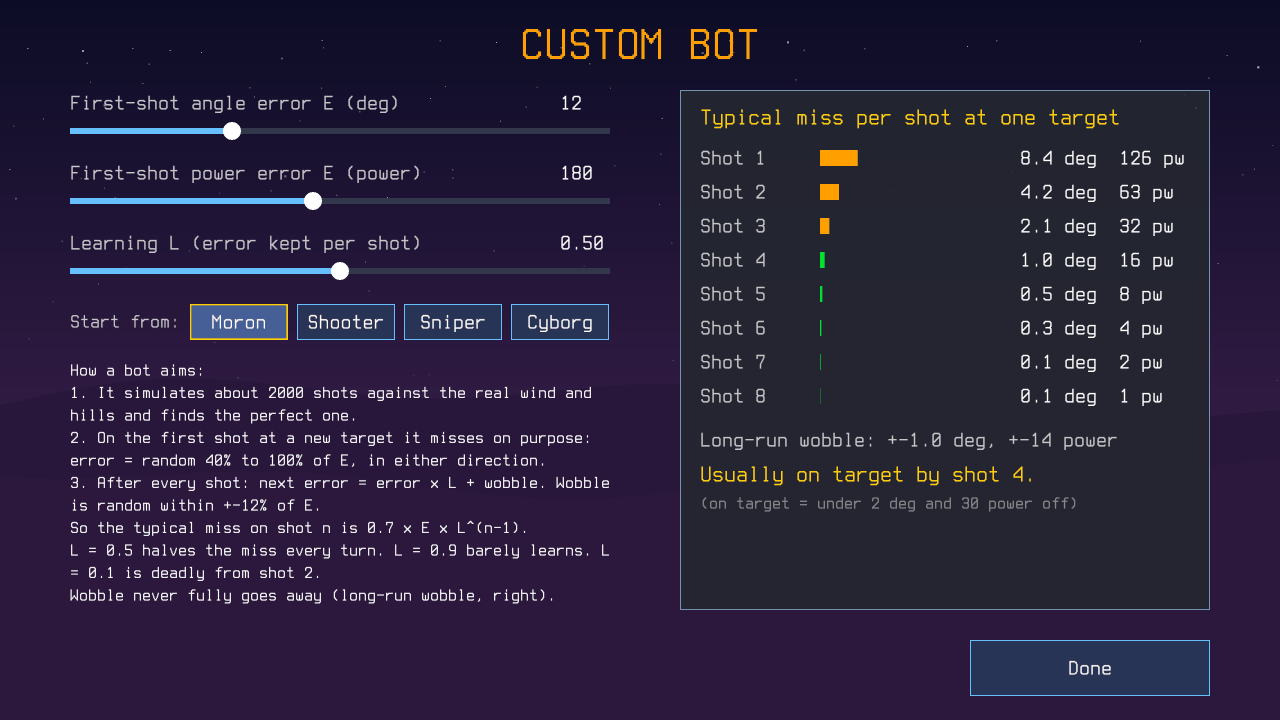 CUSTOM BOT
First-shot angle error E (deg) 12
First-shot power error E (power) 180
Learning L (error kept per shot) 0.50
Start from: Moron Shooter Sniper Cyborg
How a bot aims:
1. It simulates about 2000 shots against the real wind and
hills and finds the perfect one.
2. On the first shot at a new target it misses on purpose:
error = random 40% to 100% of E, in either direction.
3. After every shot: next error = error x L + wobble. Wobble
is random within +-12% of E.
So the typical miss on shot n is 0.7 x E x L^(n-1).
L = 0.5 halves the miss every turn. L = 0.9 barely learns. L
= 0.1 is deadly from shot 2.
Wobble never fully goes away (long-run wobble, right).
Typical miss per shot at one target
Shot 1 8.4 deg 126 pw
Shot 2 4.2 deg 63 pw
Shot 3 2.1 deg 32 pw
Shot 4 1.0 deg 16 pw
Shot 5 0.5 deg 8 pw
Shot 6 0.3 deg 4 pw
Shot 7 0.1 deg 2 pw
Shot 8 0.1 deg 1 pw
Long-run wobble: +-1.0 deg, +-14 power
Usually on target by shot 4.
(on target = under 2 deg and 30 power off)
Done